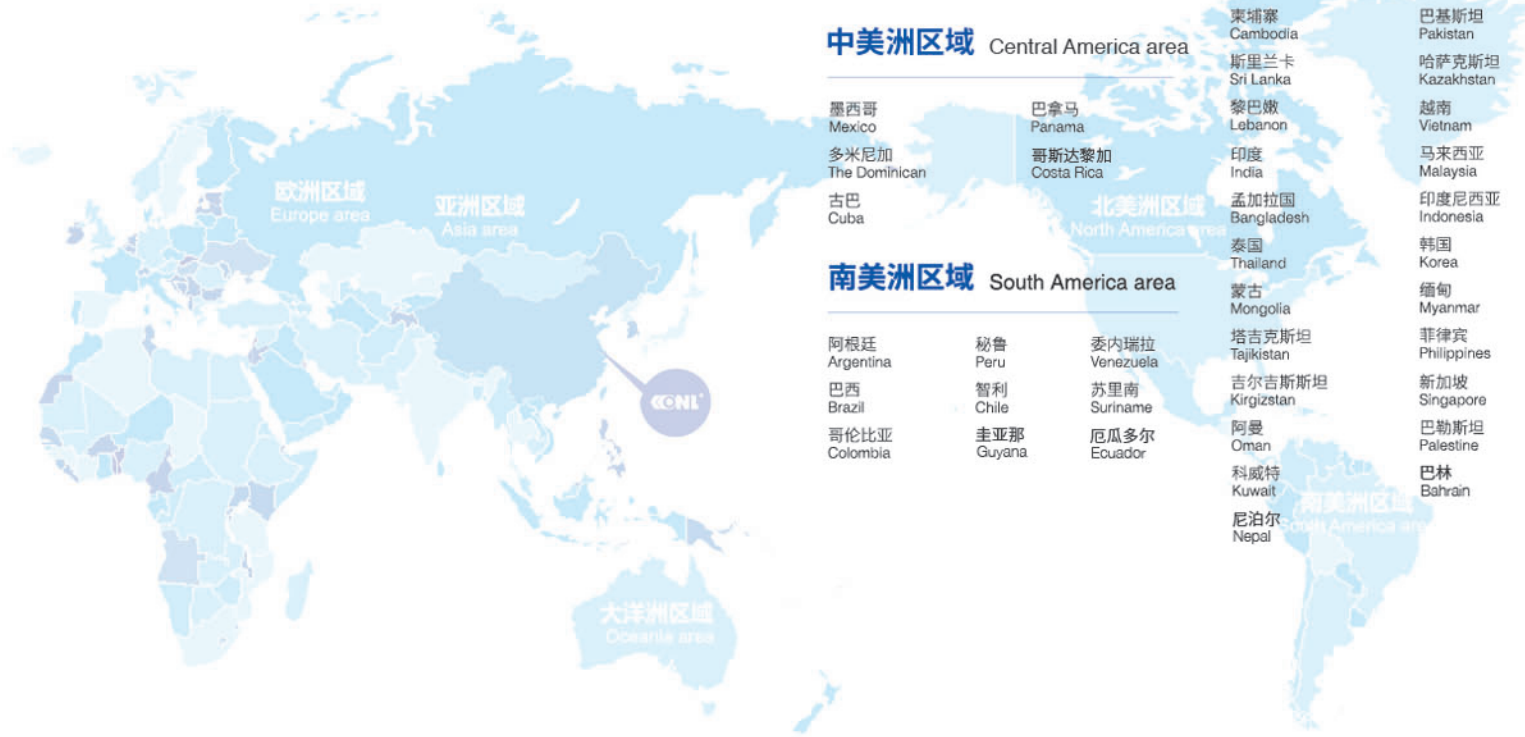 中美洲区域 Central America area
墨西哥
Mexico
巴拿马
Panama
多米尼加
The Dominican
哥斯达黎加
Costa Rica
古巴
Cuba
南美洲区域 South America area
阿根廷
Argentina
秘鲁
Peru
委内瑞拉
Venezuela
巴西
Brazil
智利
Chile
苏里南
Suriname
哥伦比亚
Colombia
圭亚那
Guyana
厄瓜多尔
Ecuador
柬埔寨
Cambodia
巴基斯坦
Pakistan
斯里兰卡
Sri Lanka
哈萨克斯坦
Kazakhstan
黎巴嫩
Lebanon
越南
Vietnam
印度
India
马来西亚
Malaysia
孟加拉国
Bangladesh
印度尼西亚
Indonesia
泰国
Thailand
韩国
Korea
蒙古
Mongolia
缅甸
Myanmar
塔吉克斯坦
Tajikistan
菲律宾
Philippines
吉尔吉斯斯坦
Kirgizstan
新加坡
Singapore
阿曼
Oman
巴勒斯坦
Palestine
科威特
Kuwait
巴林
Bahrain
尼泊尔
Nepal
欧洲区域
Europe area
亚洲区域
Asia area
北美洲区域
North America area
南美洲区域
South America area
大洋洲区域
Oceania area
CNL